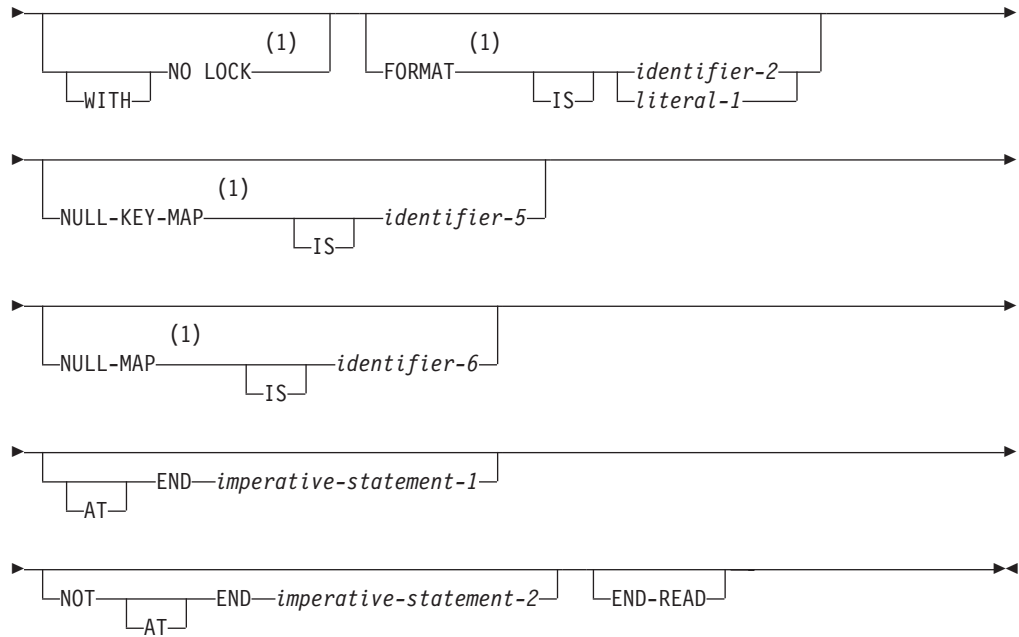 (1) (1)
NO LOCK FORMAT identifier-2
WITH IS literal-1
(1)
NULL-KEY-MAP identifier-5
IS
(1)
NULL-MAP identifier-6
IS
END imperative-statement-1
AT
NOT END imperative-statement-2 END-READ
AT